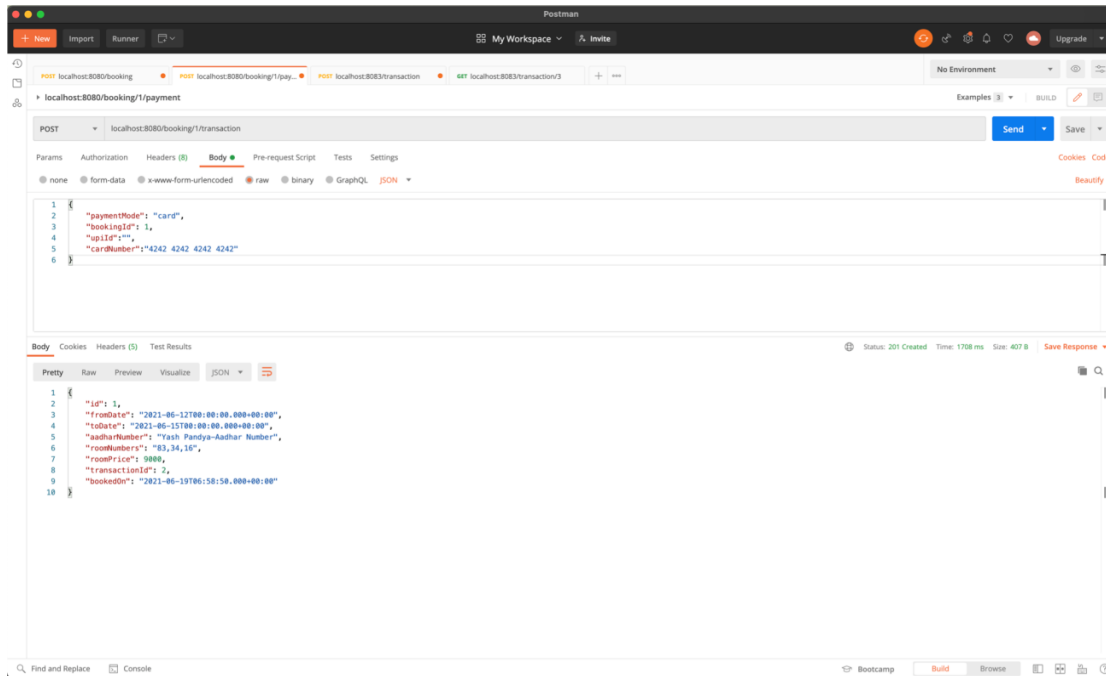 Postman
+ New Import Runner My Workspace Invite Upgrade
POST localhost:8080/booking POST localhost:8080/booking/1/pay... POST localhost:8083/transaction GET localhost:8083/transaction/3 No Environment
localhost:8080/booking/1/payment Examples 3 BUILD
POST localhost:8080/booking/1/transaction Send Save
Params Authorization Headers (8) Body Pre-request Script Tests Settings Cookies Cod
none form-data x-www-form-urlencoded raw binary GraphQL JSON Beautify
1 {
2 "paymentMode": "card",
3 "bookingId": 1,
4 "upiId":"",
5 "cardNumber":"4242 4242 4242 4242"
6 }
Body Cookies Headers (5) Test Results Status: 201 Created Time: 1708 ms Size: 407 B Save Response
Pretty Raw Preview Visualize JSON
1 {
2 "id": 1,
3 "fromDate": "2021-06-12T00:00:00.000+00:00",
4 "toDate": "2021-06-15T00:00:00.000+00:00",
5 "aadharNumber": "Yash Pandya-Aadhar Number",
6 "roomNumbers": "83,34,16",
7 "roomPrice": 9000,
8 "transactionId": 2,
9 "bookedOn": "2021-06-19T06:58:50.000+00:00"
10 }
Find and Replace Console Bootcamp Build Browse